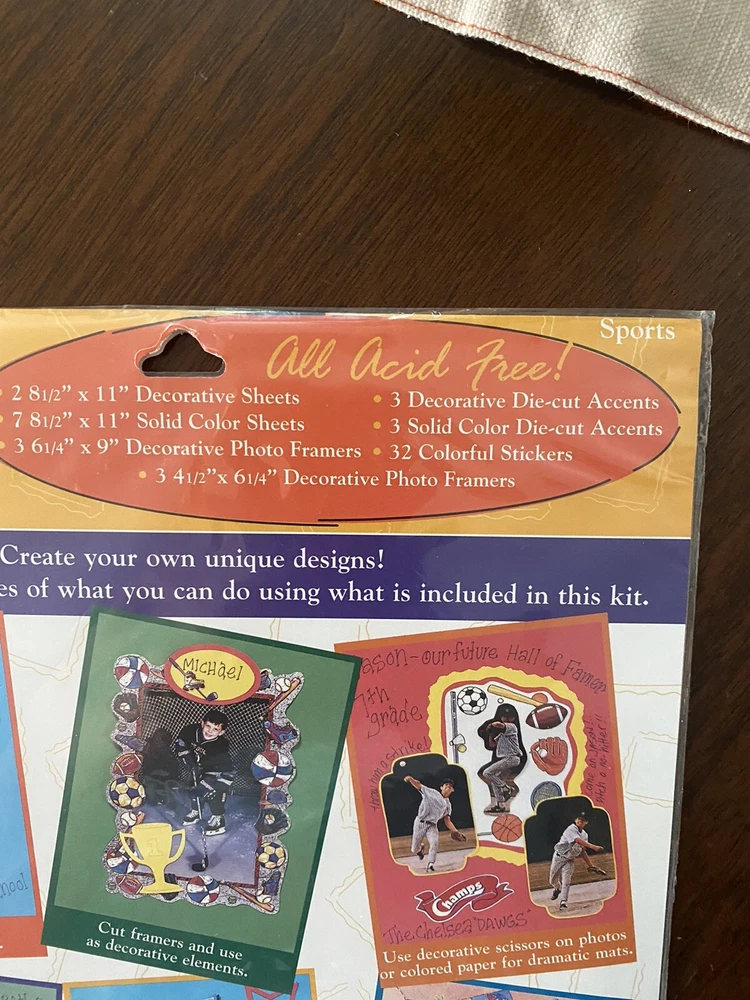 Sports
All Acid Free!
• 2 8 1/2" x 11" Decorative Sheets
• 7 8 1/2" x 11" Solid Color Sheets
• 3 6 1/4" x 9" Decorative Photo Framers
• 3 Decorative Die-cut Accents
• 3 Solid Color Die-cut Accents
• 32 Colorful Stickers
• 3 4 1/2"x 6 1/4" Decorative Photo Framers
Create your own unique designs!
es of what you can do using what is included in this kit.
MICHAEL
1
Cut framers and use
as decorative elements.
ason-our future Hall of Famer
7th
grade
throw him a strike!
Champs
The Chelsea "DAWGS"
Use decorative scissors on photos
or colored paper for dramatic mats.
hool